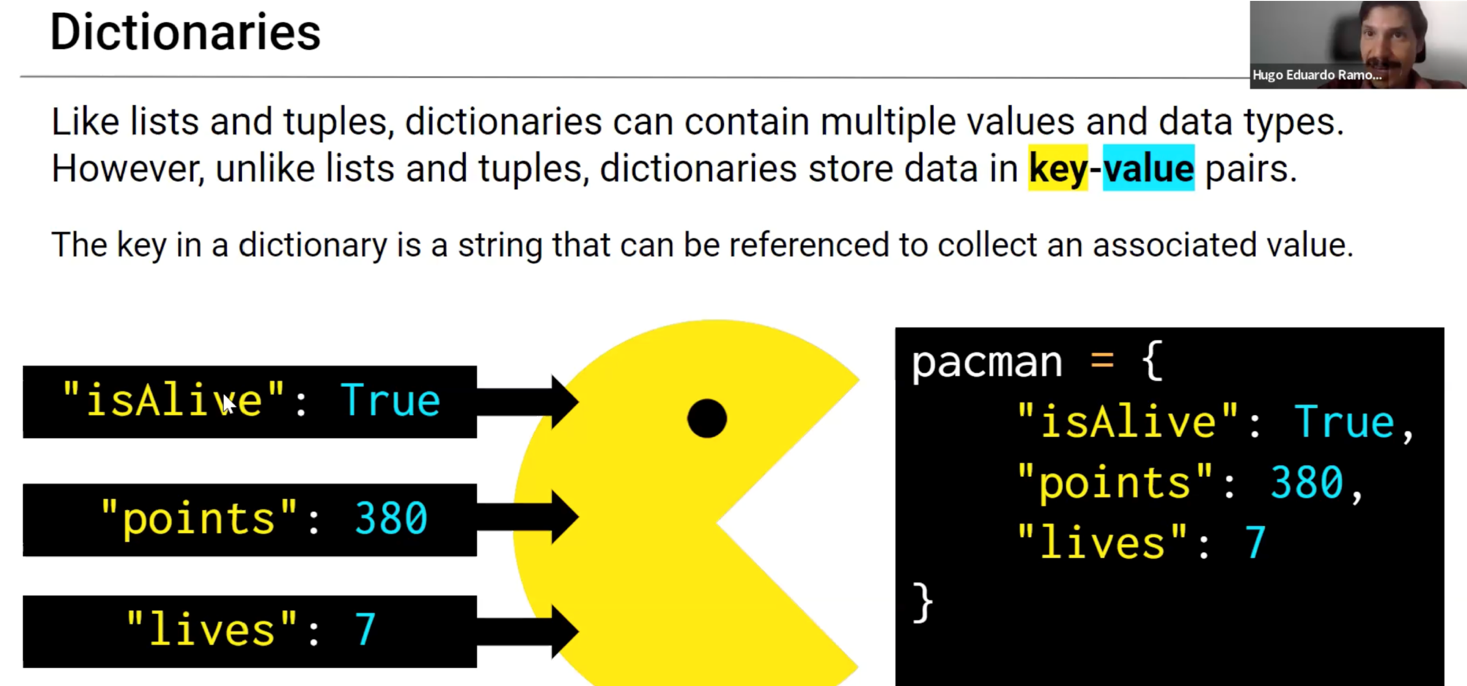 Dictionaries
Hugo Eduardo Ramo...
Like lists and tuples, dictionaries can contain multiple values and data types.
However, unlike lists and tuples, dictionaries store data in key-value pairs.
The key in a dictionary is a string that can be referenced to collect an associated value.
"isAlive": True
"points": 380
"lives": 7
pacman = {
"isAlive": True,
"points": 380,
"lives": 7
}